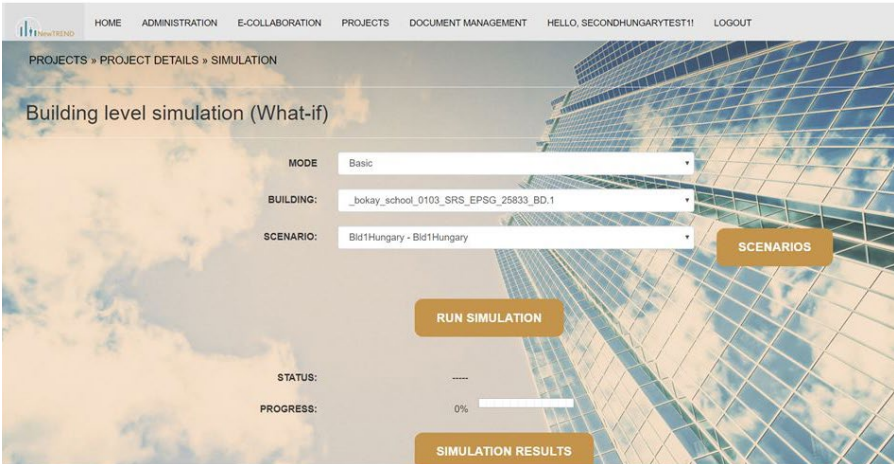 NewTREND HOME ADMINISTRATION E-COLLABORATION PROJECTS DOCUMENT MANAGEMENT HELLO, SECONDHUNGARYTEST1! LOGOUT
PROJECTS » PROJECT DETAILS » SIMULATION
Building level simulation (What-if)
MODE Basic
BUILDING: _bokay_school_0103_SRS_EPSG_25833_BD.1
SCENARIO: Bld1Hungary - Bld1Hungary SCENARIOS
RUN SIMULATION
STATUS: -----
PROGRESS: 0%
SIMULATION RESULTS